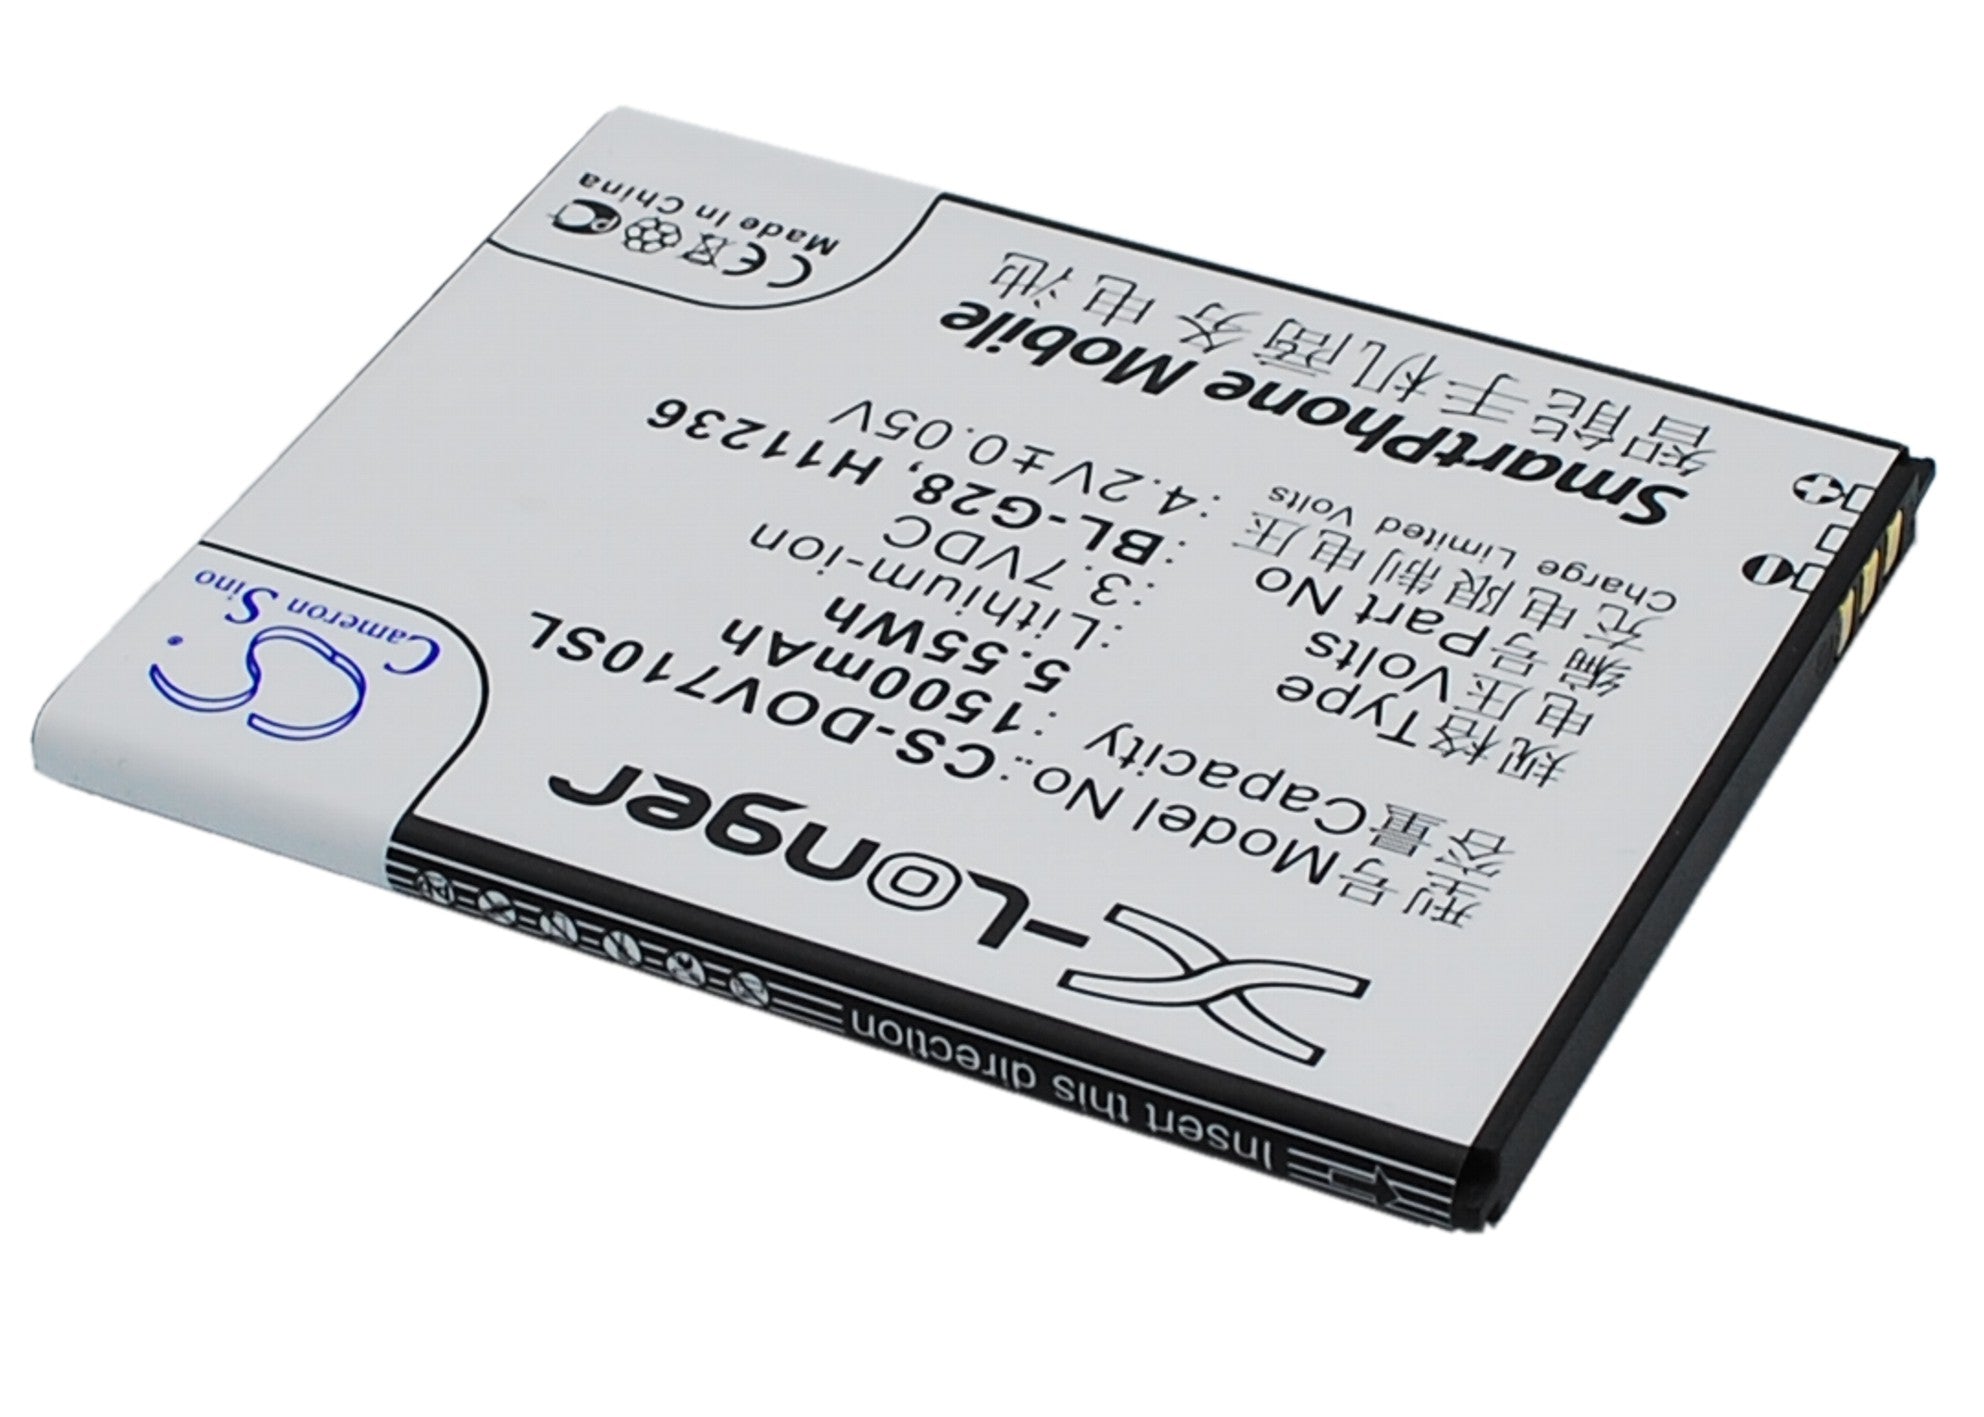 X-Longer
型号Model No.: CS-DOV710SL
容量Capacity : 1500mAh
5.55Wh
规格Type : Lithium-ion
电压Volts : 3.7VDC
编号Part No : BL-G28, H11236
充电限制电压 : 4.2V±0.05V
Charge Limited Volts
SmartPhone Mobile
智能手机商务电池
Cameron Sino
CS
CE
Made In China
Insert this direction